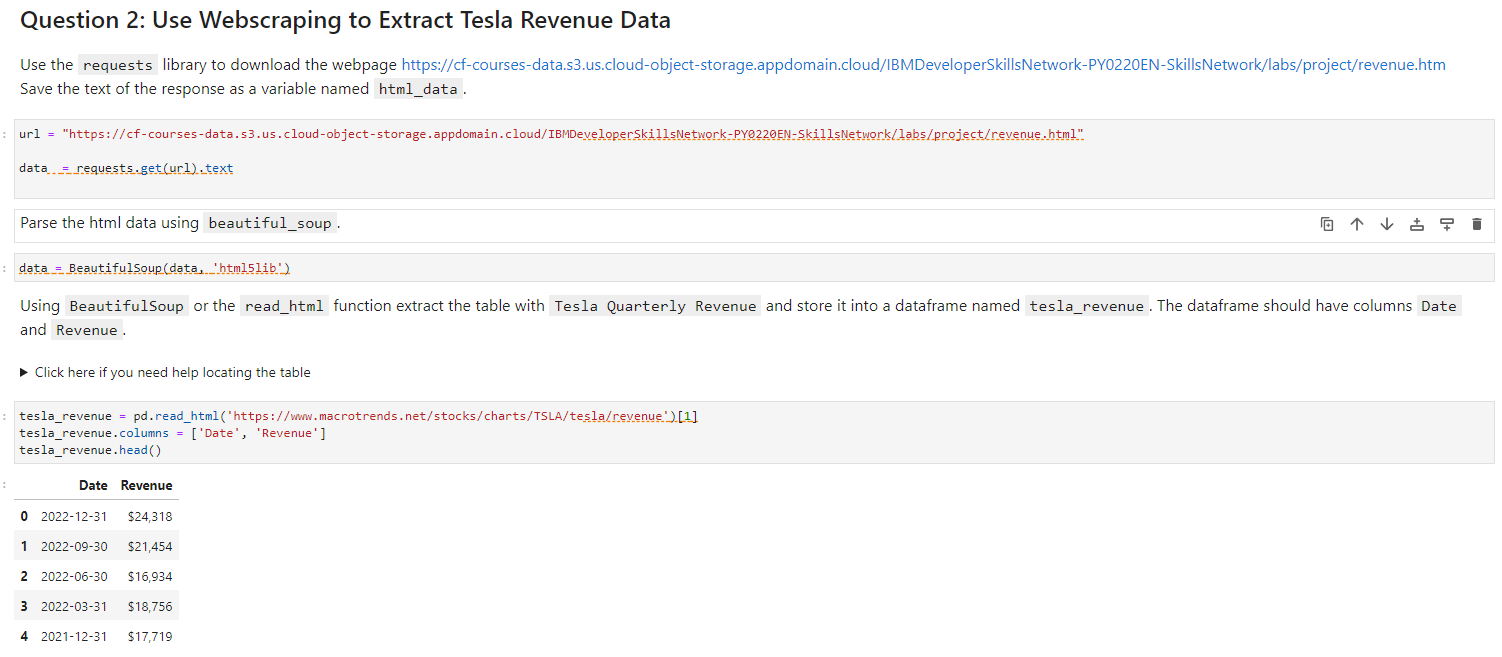 Question 2: Use Webscraping to Extract Tesla Revenue Data
Use the requests library to download the webpage https://cf-courses-data.s3.us.cloud-object-storage.appdomain.cloud/IBMDeveloperSkillsNetwork-PY0220EN-SkillsNetwork/labs/project/revenue.htm
Save the text of the response as a variable named html_data.
: url = "https://cf-courses-data.s3.us.cloud-object-storage.appdomain.cloud/IBMDeveloperSkillsNetwork-PY0220EN-SkillsNetwork/labs/project/revenue.html"
data  = requests.get(url).text
Parse the html data using beautiful_soup.
: data = BeautifulSoup(data, 'html5lib')
Using BeautifulSoup or the read_html function extract the table with Tesla Quarterly Revenue and store it into a dataframe named tesla_revenue. The dataframe should have columns Date
and Revenue.
▶ Click here if you need help locating the table
: tesla_revenue = pd.read_html('https://www.macrotrends.net/stocks/charts/TSLA/tesla/revenue')[1]
tesla_revenue.columns = ['Date', 'Revenue']
tesla_revenue.head()
: Date Revenue
0 2022-12-31 $24,318
1 2022-09-30 $21,454
2 2022-06-30 $16,934
3 2022-03-31 $18,756
4 2021-12-31 $17,719